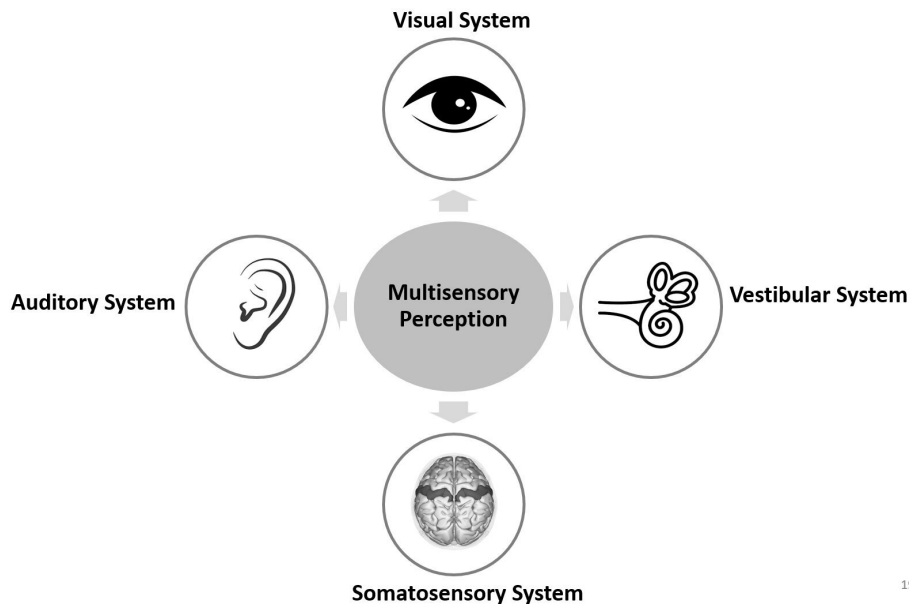 Visual System
Auditory System
Multisensory
Perception
Vestibular System
Somatosensory System